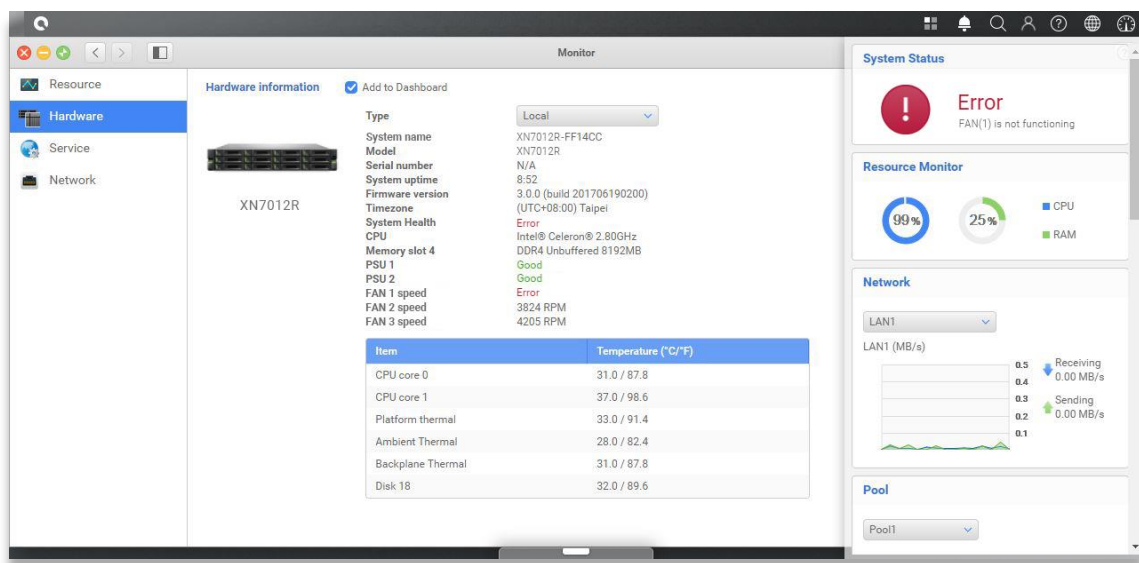 Monitor
Resource
Hardware
Service
Network
Hardware information
Add to Dashboard
XN7012R
Type Local
System name XN7012R-FF14CC
Model XN7012R
Serial number N/A
System uptime 8:52
Firmware version 3.0.0 (build 201706190200)
Timezone (UTC+08:00) Taipei
System Health Error
CPU Intel® Celeron® 2.80GHz
Memory slot 4 DDR4 Unbuffered 8192MB
PSU 1 Good
PSU 2 Good
FAN 1 speed Error
FAN 2 speed 3824 RPM
FAN 3 speed 4205 RPM
Item Temperature (°C/°F)
CPU core 0 31.0 / 87.8
CPU core 1 37.0 / 98.6
Platform thermal 33.0 / 91.4
Ambient Thermal 28.0 / 82.4
Backplane Thermal 31.0 / 87.8
Disk 18 32.0 / 89.6
System Status
Error
FAN(1) is not functioning
Resource Monitor
99%
25%
CPU
RAM
Network
LAN1
LAN1 (MB/s)
0.5
0.4
0.3
0.2
0.1
Receiving
0.00 MB/s
Sending
0.00 MB/s
Pool
Pool1